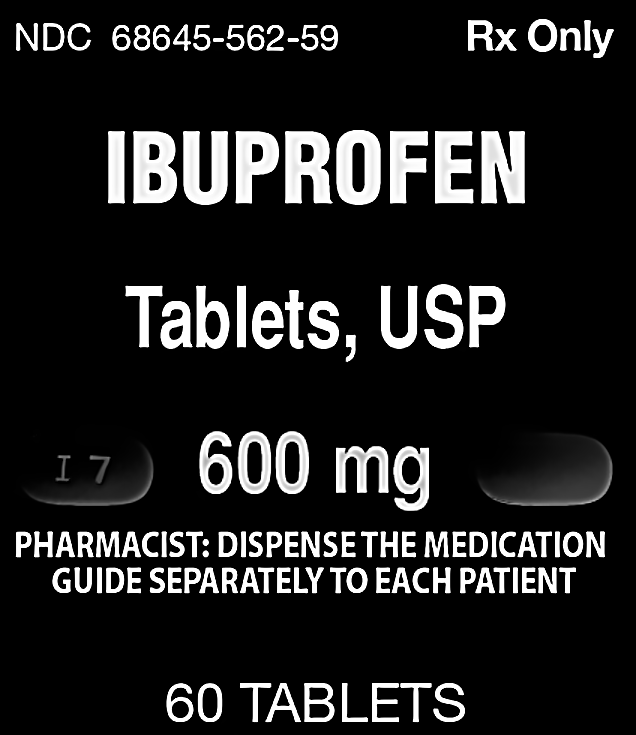 NDC 68645-562-59 Rx Only
IBUPROFEN
Tablets, USP
I 7 600 mg
PHARMACIST: DISPENSE THE MEDICATION
GUIDE SEPARATELY TO EACH PATIENT
60 TABLETS